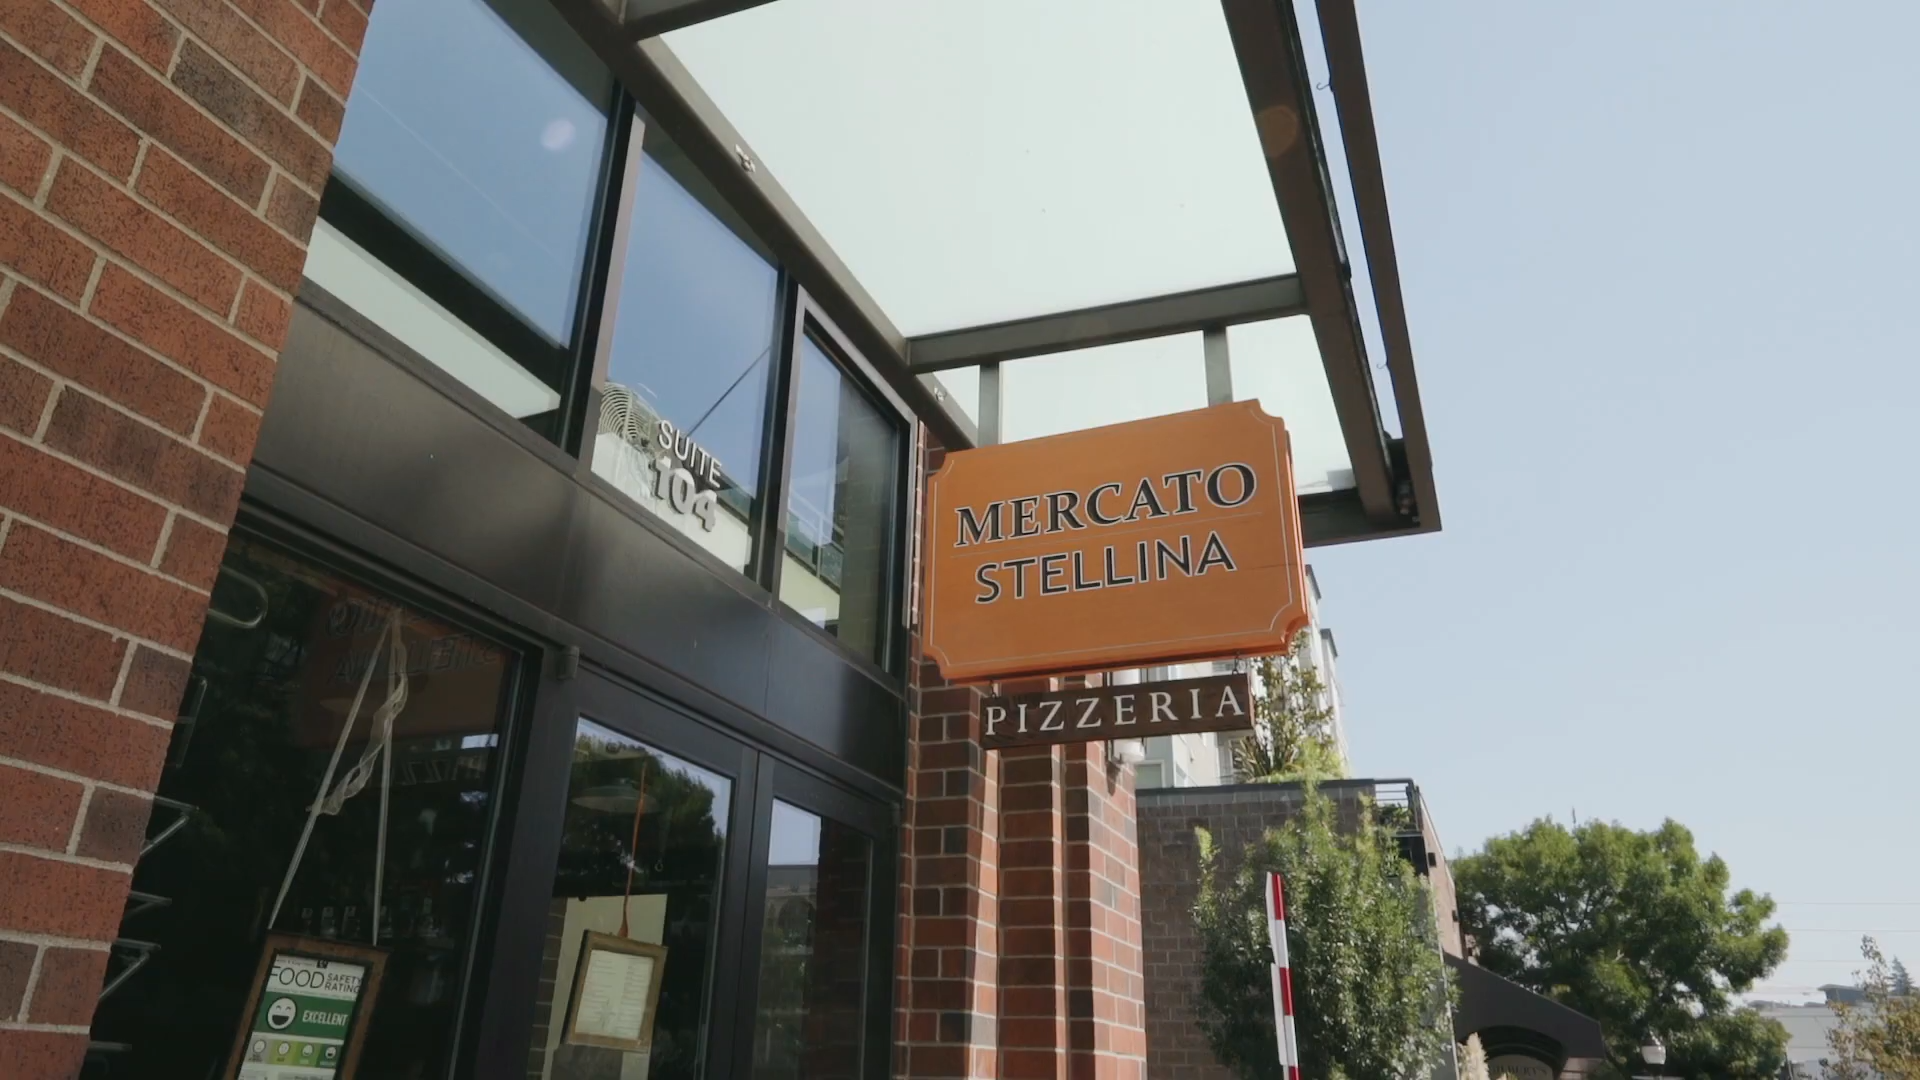 SUITE
104
MERCATO
STELLINA
PIZZERIA
FOOD
SAFETY
RATING
EXCELLENT